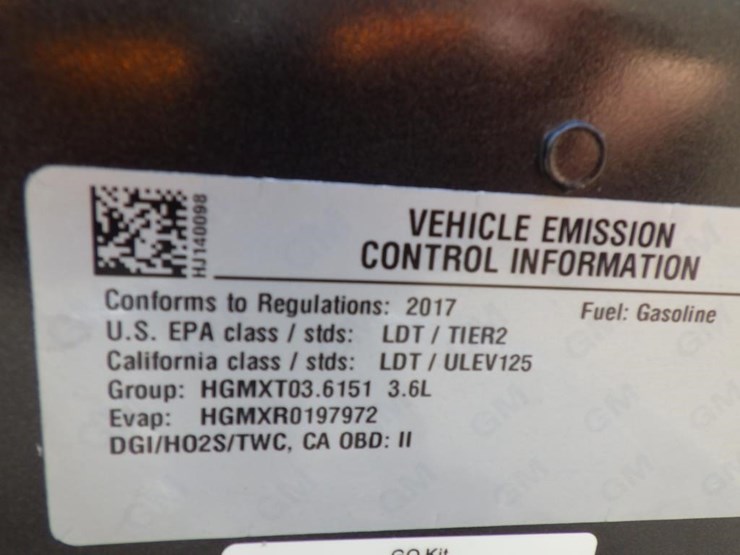 HJ140098
VEHICLE EMISSION
CONTROL INFORMATION
Conforms to Regulations: 2017 Fuel: Gasoline
U.S. EPA class / stds: LDT / TIER2
California class / stds: LDT / ULEV125
Group: HGMXT03.6151 3.6L
Evap: HGMXR0197972
DGI/HO2S/TWC, CA OBD: II
GM